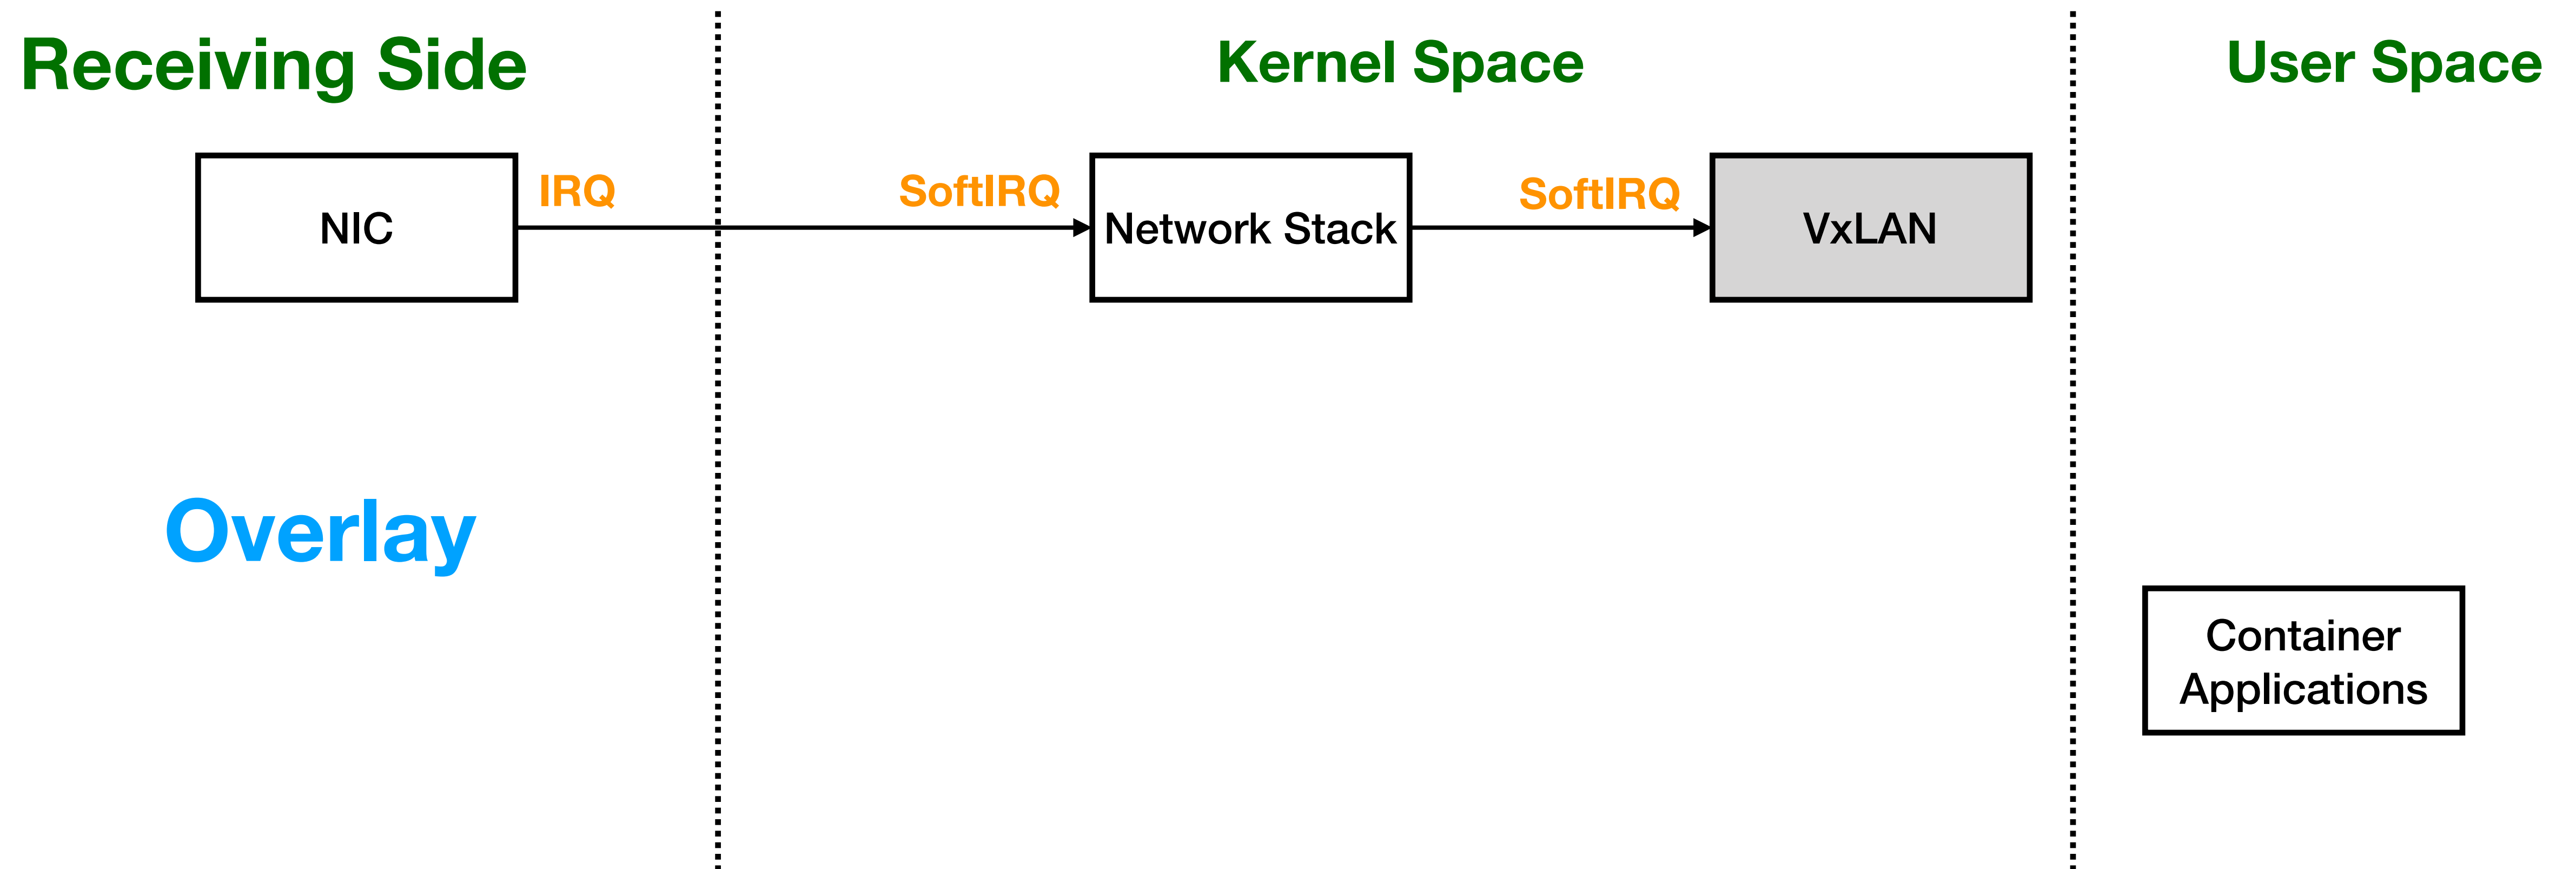 Receiving Side
Kernel Space
User Space
NIC
IRQ
SoftIRQ
Network Stack
SoftIRQ
VxLAN
Overlay
Container
Applications